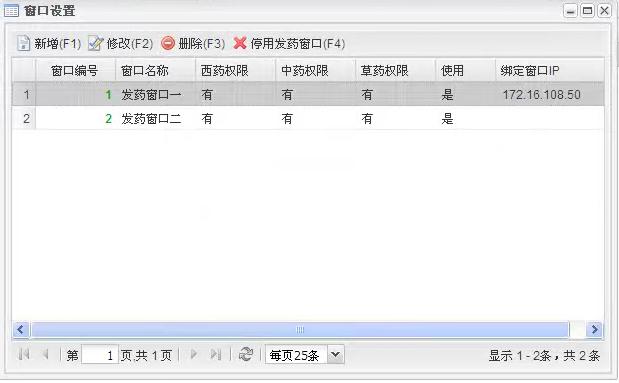 窗口设置
新增(F1) 修改(F2) 删除(F3) 停用发药窗口(F4)
窗口编号 窗口名称 西药权限 中药权限 草药权限 使用 绑定窗口IP
1 1 发药窗口一 有 有 有 是 172.16.108.50
2 2 发药窗口二 有 有 有 是
第 1 页,共 1 页 每页25条 显示 1 - 2条，共 2 条